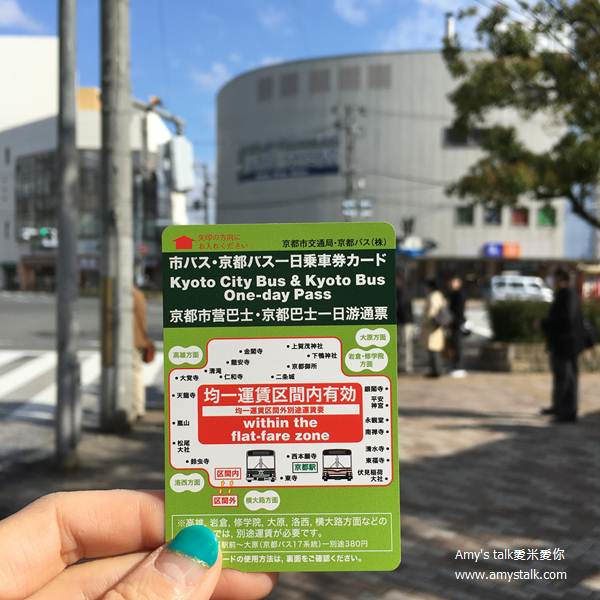 矢印の方向に
お入れください
京都市交通局・京都バス(株)
市バス・京都バス一日乗車券カード
Kyoto City Bus & Kyoto Bus
One-day Pass
京都市营巴士・京都巴士一日游通票
高雄方面
大原方面
岩倉・修学院
方面
金閣寺
上賀茂神社
下鴨神社
龍安寺
京都御所
清滝
大覚寺
仁和寺
二条城
天龍寺
嵐山
松尾
大社
鈴虫寺
銀閣寺
平安
神宮
永観堂
南禅寺
清水寺
東福寺
伏見稲荷
大社
均一運賃区間内有効
均一運賃区間外別途運賃要
within the
flat-fare zone
西本願寺
京都駅
東寺
区間内
区間外
洛西方面
横大路方面
※高雄、岩倉、修学院、大原、洛西、横大路方面などの
では、別途運賃が必要です。
駅前〜大原(京都バス17系統)…別途380円
ードの使用方法は、裏面をご確認ください。
Amy's talk愛米愛你
www.amystalk.com